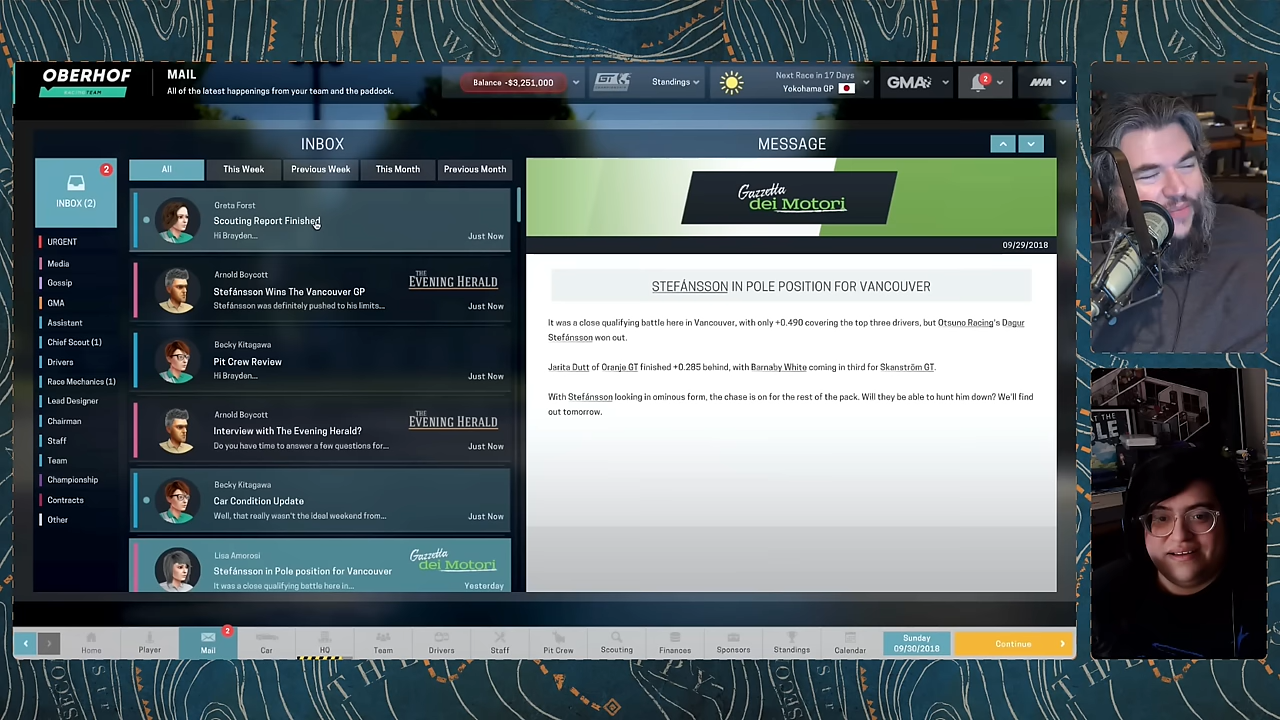 OBERHOF
RACING TEAM
MAIL
All of the latest happenings from your team and the paddock.
Balance -$3,251,000
GT
Standings
Next Race in 17 Days
Yokohama GP
GMA
2
MM
INBOX
MESSAGE
2
INBOX (2)
URGENT
Media
Gossip
GMA
Assistant
Chief Scout (1)
Drivers
Race Mechanics (1)
Lead Designer
Chairman
Staff
Team
Championship
Contracts
Other
All
This Week
Previous Week
This Month
Previous Month
Greta Forst
Scouting Report Finished
Hi Brayden...
Just Now
Arnold Boycott
Stefánsson Wins The Vancouver GP
Stefánsson was definitely pushed to his limits...
THE
EVENING HERALD
Just Now
Becky Kitagawa
Pit Crew Review
Hi Brayden...
Just Now
Arnold Boycott
Interview with The Evening Herald?
Do you have time to answer a few questions for...
THE
EVENING HERALD
Just Now
Becky Kitagawa
Car Condition Update
Well, that really wasn't the ideal weekend from...
Just Now
Lisa Amorosi
Stefánsson in Pole position for Vancouver
It was a close qualifying battle here in...
Gazzetta
dei Motori
Yesterday
Gazzetta
dei Motori
09/29/2018
STEFÁNSSON IN POLE POSITION FOR VANCOUVER
It was a close qualifying battle here in Vancouver, with only +0.490 covering the top three drivers, but Otsuno Racing's Dagur
Stefánsson won out.
Jarita Dutt of Oranje GT finished +0.285 behind, with Barnaby White coming in third for Skanström GT.
With Stefánsson looking in ominous form, the chase is on for the rest of the pack. Will they be able to hunt him down? We'll find
out tomorrow.
Home
Player
Mail
2
Car
HQ
Team
Drivers
Staff
Pit Crew
Scouting
Finances
Sponsors
Standings
Calendar
Sunday
09/30/2018
Continue